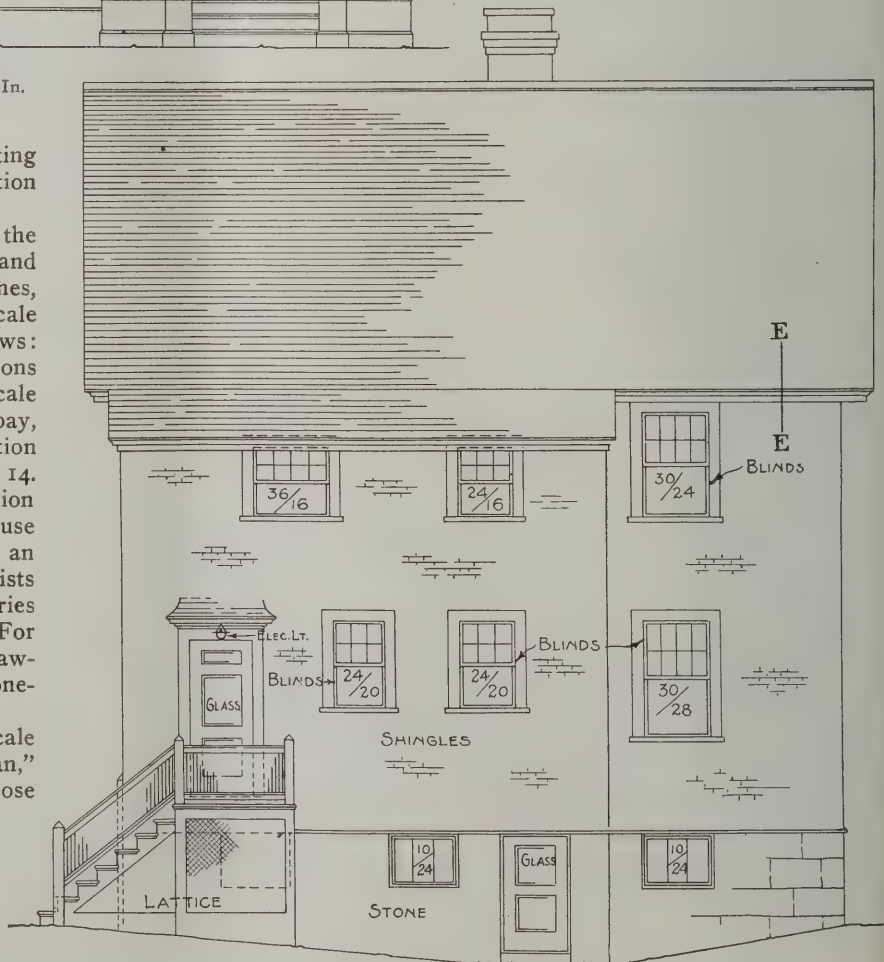 In.
ting
tion
the
and
nes,
cale
ws:
ons
cale
bay,
tion
14.
ion
use
an
ists
ries
For
aw-
one-
cale
an,"
ose
E
E
BLINDS
36/16
24/16
30/24
ELEC. LT.
BLINDS
BLINDS
24/20
24/20
30/28
GLASS
SHINGLES
10/24
GLASS
10/24
LATTICE
STONE